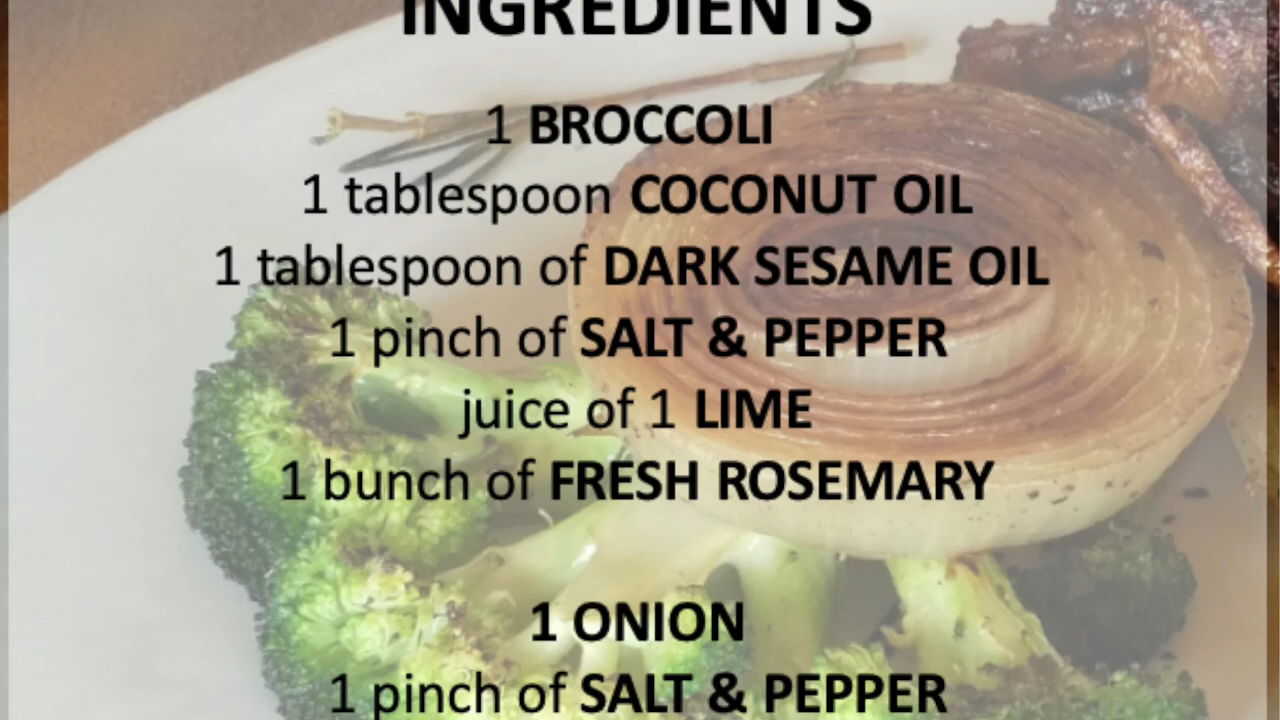 INGREDIENTS
1 BROCCOLI
1 tablespoon COCONUT OIL
1 tablespoon of DARK SESAME OIL
1 pinch of SALT & PEPPER
juice of 1 LIME
1 bunch of FRESH ROSEMARY
1 ONION
1 pinch of SALT & PEPPER